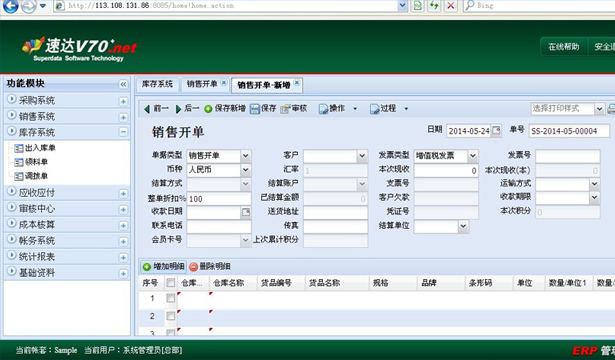 http://113.108.131.86:8085/home!home.action
Bing
速达V70+.net
Superdata Software Technology
在线帮助
功能模块
库存系统 销售开单 销售开单-新增
采购系统
销售系统
库存系统
出入库单
领料单
调拨单
应收应付
审核中心
成本核算
帐务系统
统计报表
基础资料
前一 后一 保存新增 保存 审核 操作 过程 选择打印样式
销售开单
日期 2014-05-24 单号 SS-2014-05-00004
单据类型 销售开单 客户 发票类型 增值税发票 发票号
币种 人民币 汇率 1 本次现收 0 本次现收(本) 0
结算方式 结算账户 支票号 运输方式
整单折扣% 100 已结算金额 0 客户欠款 收款期限
收款日期 送货地址 凭证号 本次积分 0
联系电话 传真 结算单位
会员卡号 上次累计积分
增加明细 删除明细
序号 仓库... 仓库名称 货品编号 货品名称 规格 品牌 条形码 单位 数量/单位1 数量/
1
2
3
当前帐套：Sample 当前用户：系统管理员[总部]
ERP 管